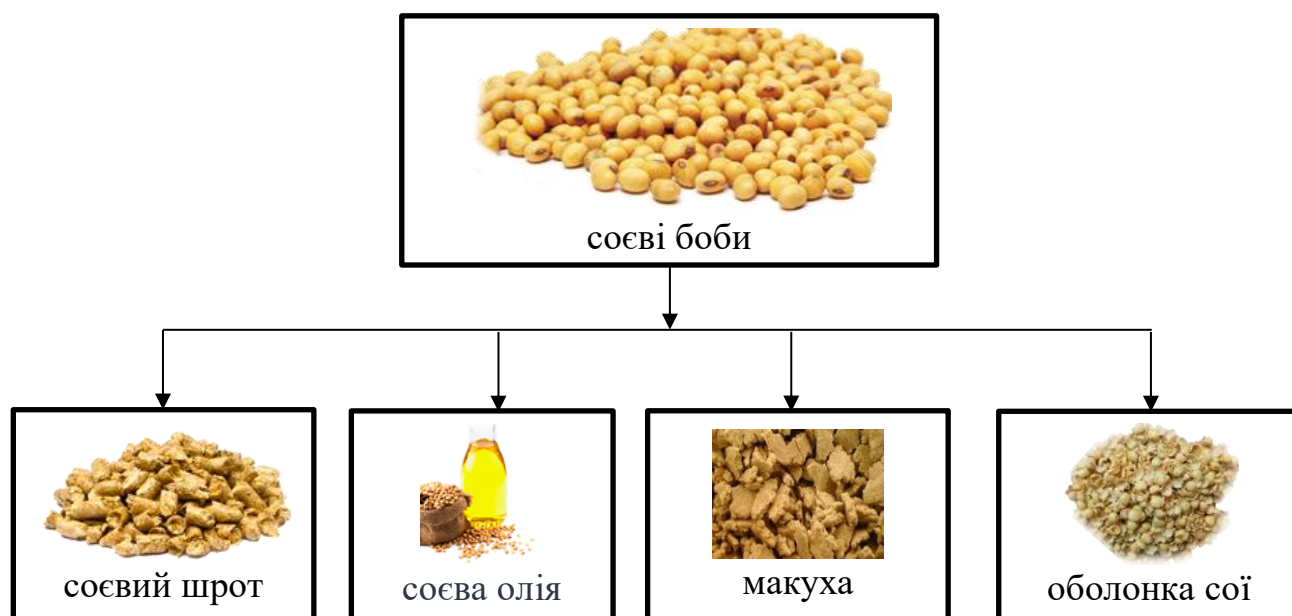 соєві боби
соєвий шрот
соєва олія
макуха
оболонка сої